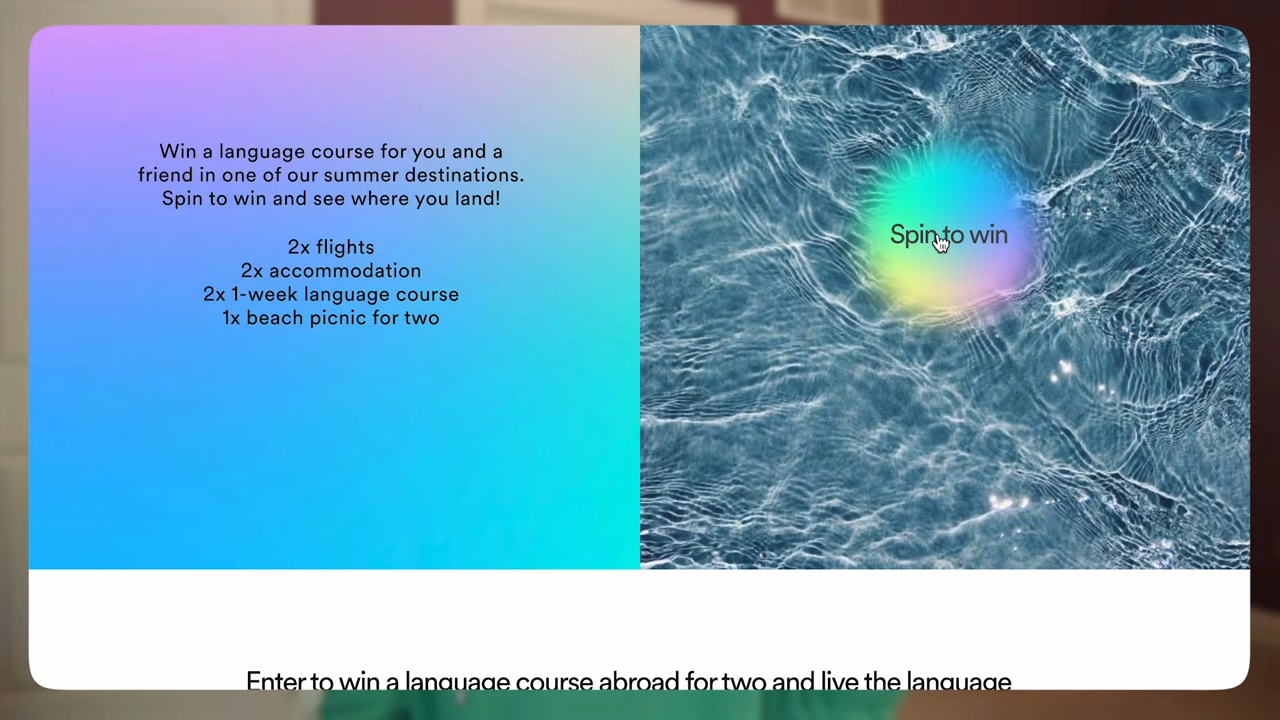 Win a language course for you and a
friend in one of our summer destinations.
Spin to win and see where you land!
2x flights
2x accommodation
2x 1-week language course
1x beach picnic for two
Spin to win
Enter to win a language course abroad for two and live the language